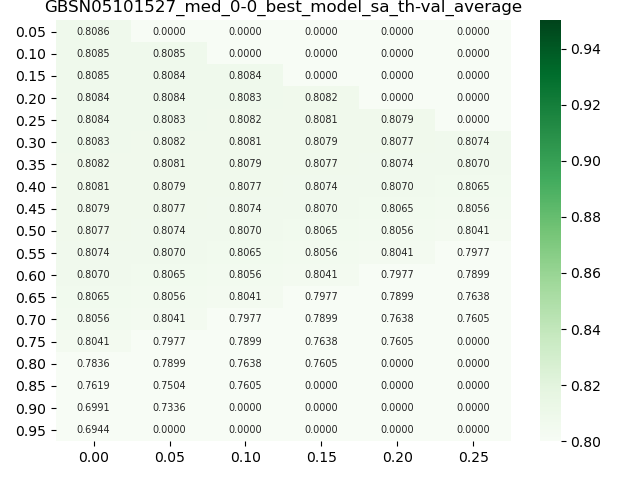 GBSN05101527_med_0-0_best_model_sa_th-val_average
0.05 0.8086 0.0000 0.0000 0.0000 0.0000 0.0000
0.10 0.8085 0.8085 0.0000 0.0000 0.0000 0.0000
0.15 0.8085 0.8084 0.8084 0.0000 0.0000 0.0000
0.20 0.8084 0.8084 0.8083 0.8082 0.0000 0.0000
0.25 0.8084 0.8083 0.8082 0.8081 0.8079 0.0000
0.30 0.8083 0.8082 0.8081 0.8079 0.8077 0.8074
0.35 0.8082 0.8081 0.8079 0.8077 0.8074 0.8070
0.40 0.8081 0.8079 0.8077 0.8074 0.8070 0.8065
0.45 0.8079 0.8077 0.8074 0.8070 0.8065 0.8056
0.50 0.8077 0.8074 0.8070 0.8065 0.8056 0.8041
0.55 0.8074 0.8070 0.8065 0.8056 0.8041 0.7977
0.60 0.8070 0.8065 0.8056 0.8041 0.7977 0.7899
0.65 0.8065 0.8056 0.8041 0.7977 0.7899 0.7638
0.70 0.8056 0.8041 0.7977 0.7899 0.7638 0.7605
0.75 0.8041 0.7977 0.7899 0.7638 0.7605 0.0000
0.80 0.7836 0.7899 0.7638 0.7605 0.0000 0.0000
0.85 0.7619 0.7504 0.7605 0.0000 0.0000 0.0000
0.90 0.6991 0.7336 0.0000 0.0000 0.0000 0.0000
0.95 0.6944 0.0000 0.0000 0.0000 0.0000 0.0000
0.00 0.05 0.10 0.15 0.20 0.25
0.94
0.92
0.90
0.88
0.86
0.84
0.82
0.80